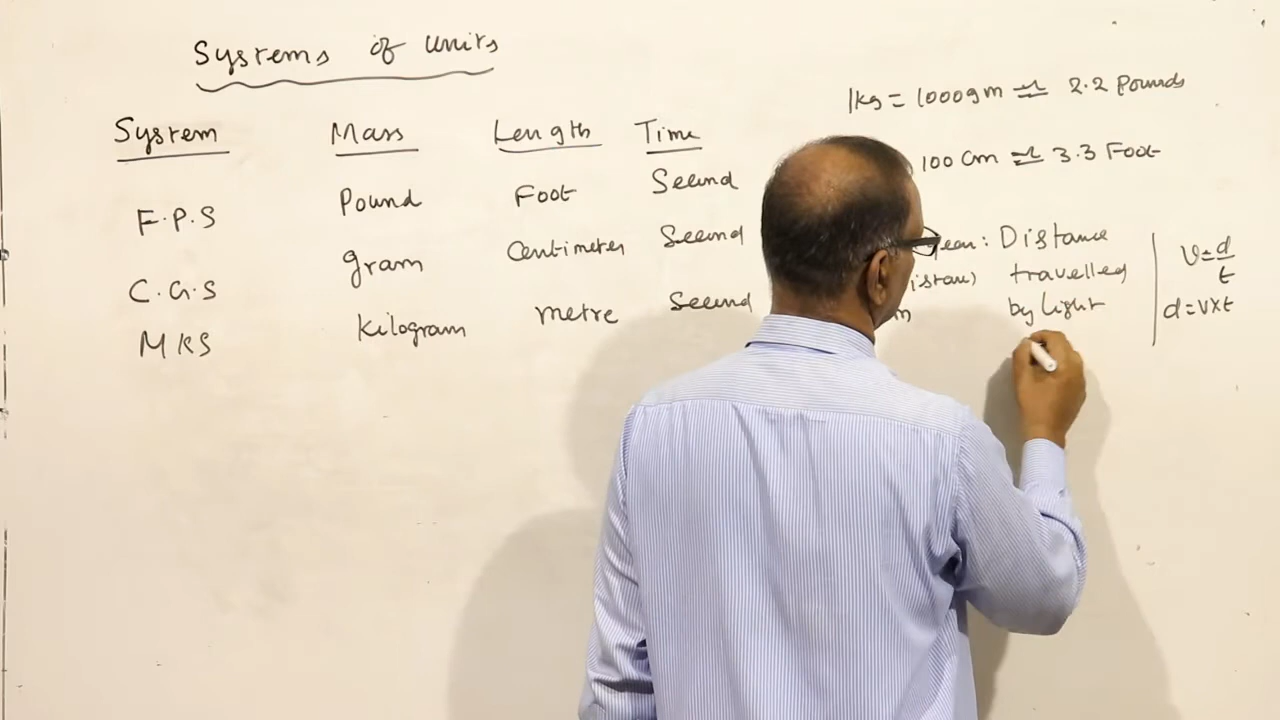 Systems of units
System Mass Length Time
F.P.S Pound Foot Second
C.G.S gram Centimeter Second
MKS kilogram metre Second
1kg = 1000gm ≃ 2.2 Pounds
100 Cm ≃ 3.3 Foot
: Distance
travelled
by light
V = d/t
d = V×t